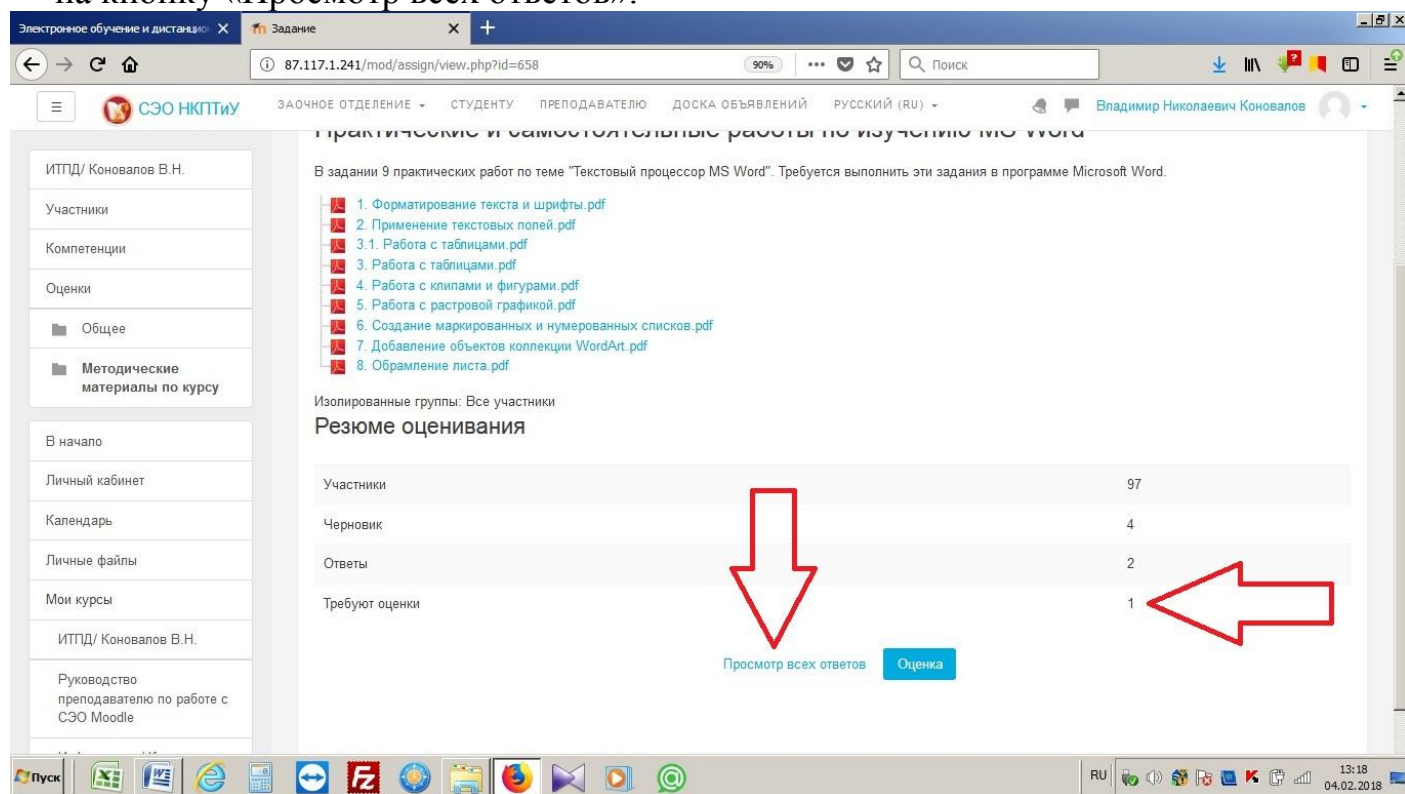 на кнопку «Просмотр всех ответов».
Электронное обучение и дистанцио
Задание
87.117.1.241/mod/assign/view.php?id=658
90%
Поиск
СЭО НКПТиУ
ЗАОЧНОЕ ОТДЕЛЕНИЕ
СТУДЕНТУ
ПРЕПОДАВАТЕЛЮ
ДОСКА ОБЪЯВЛЕНИЙ
РУССКИЙ (RU)
Владимир Николаевич Коновалов
Практические и самостоятельные работы по изучению MS Word
В задании 9 практических работ по теме "Текстовый процессор MS Word". Требуется выполнить эти задания в программе Microsoft Word.
1. Форматирование текста и шрифты.pdf
2. Применение текстовых полей.pdf
3.1. Работа с таблицами.pdf
3. Работа с таблицами.pdf
4. Работа с клипами и фигурами.pdf
5. Работа с растровой графикой.pdf
6. Создание маркированных и нумерованных списков.pdf
7. Добавление объектов коллекции WordArt.pdf
8. Обрамление листа.pdf
Изолированные группы: Все участники
Резюме оценивания
Участники 97
Черновик 4
Ответы 2
Требуют оценки 1
Просмотр всех ответов
Оценка
ИТПД/ Коновалов В.Н.
Участники
Компетенции
Оценки
Общее
Методические
материалы по курсу
В начало
Личный кабинет
Календарь
Личные файлы
Мои курсы
ИТПД/ Коновалов В.Н.
Руководство
преподавателю по работе с
СЭО Moodle
Пуск
RU
13:18
04.02.2018